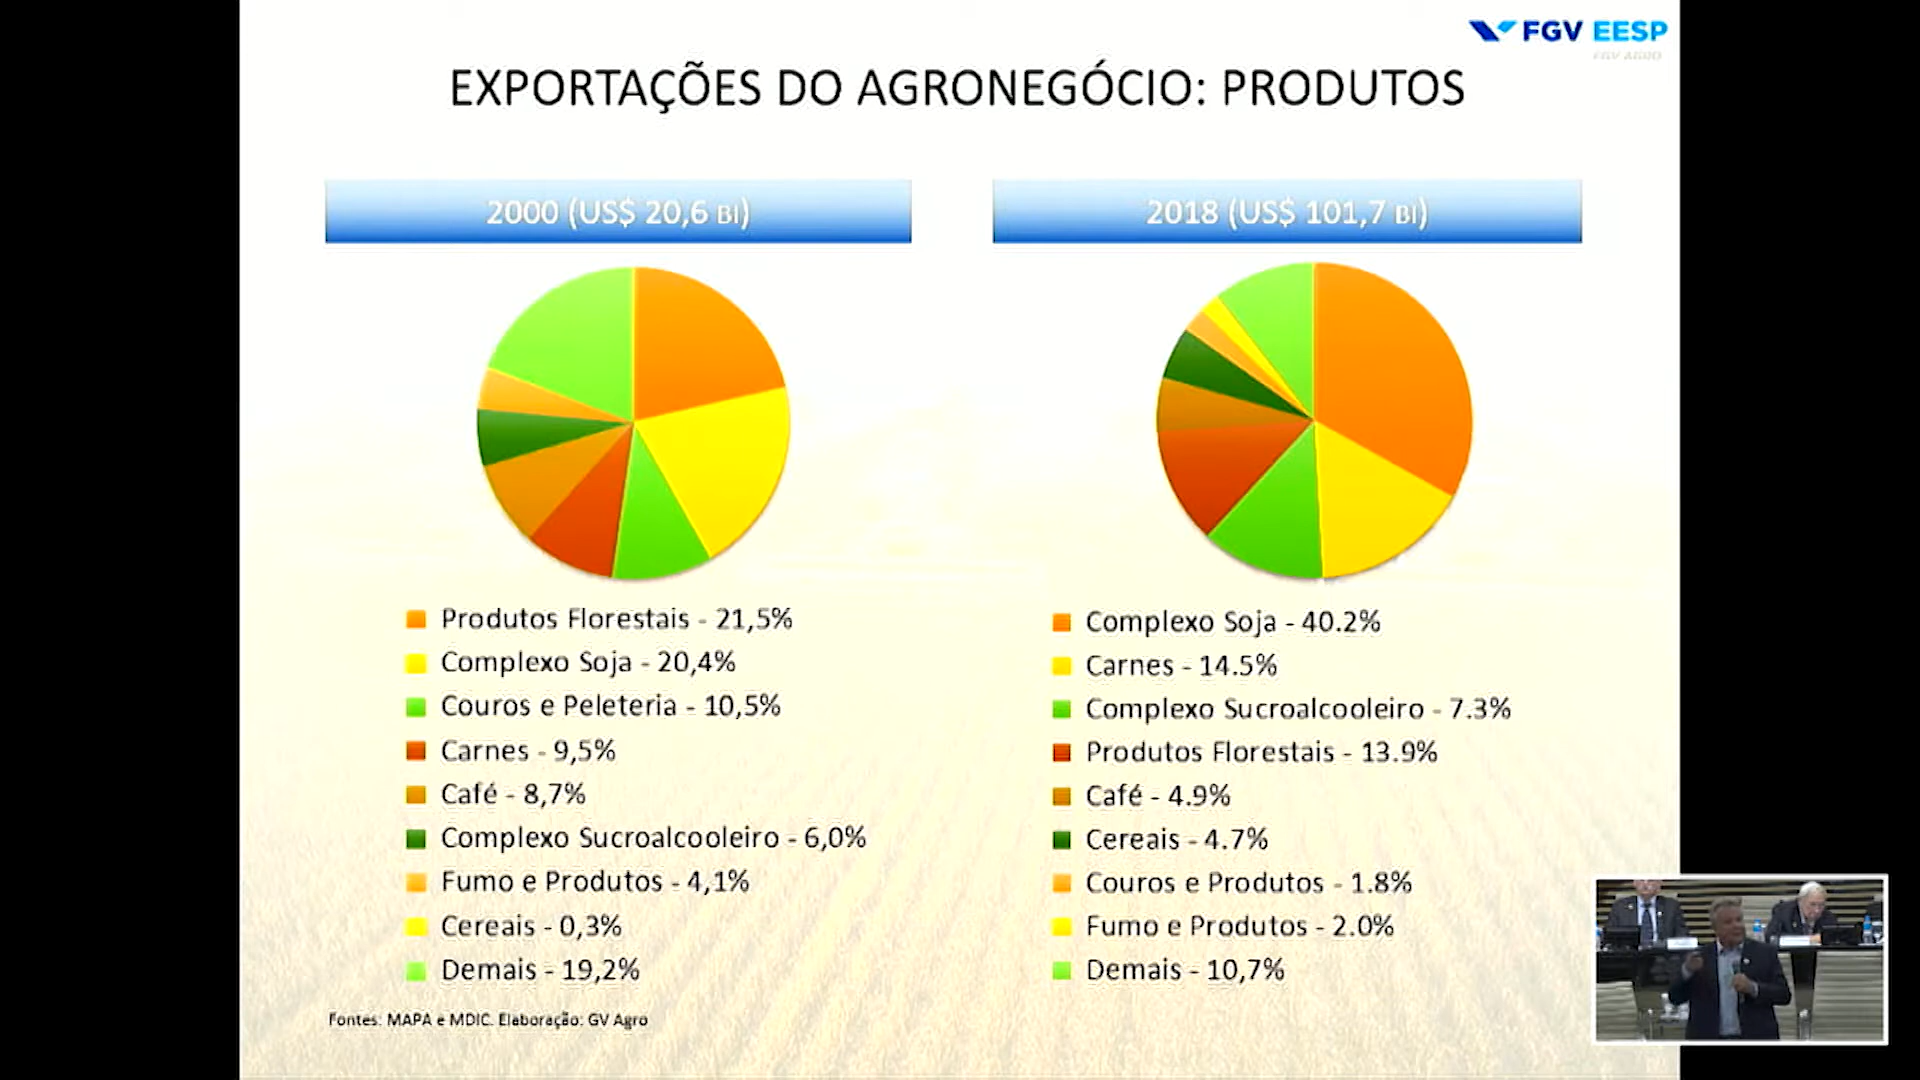 FGV EESP
FGV AGRO
EXPORTAÇÕES DO AGRONEGÓCIO: PRODUTOS
2000 (US$ 20,6 BI)
Produtos Florestais - 21,5%
Complexo Soja - 20,4%
Couros e Peleteria - 10,5%
Carnes - 9,5%
Café - 8,7%
Complexo Sucroalcooleiro - 6,0%
Fumo e Produtos - 4,1%
Cereais - 0,3%
Demais - 19,2%
2018 (US$ 101,7 BI)
Complexo Soja - 40.2%
Carnes - 14.5%
Complexo Sucroalcooleiro - 7.3%
Produtos Florestais - 13.9%
Café - 4.9%
Cereais - 4.7%
Couros e Produtos - 1.8%
Fumo e Produtos - 2.0%
Demais - 10,7%
Fontes: MAPA e MDIC. Elaboração: GV Agro